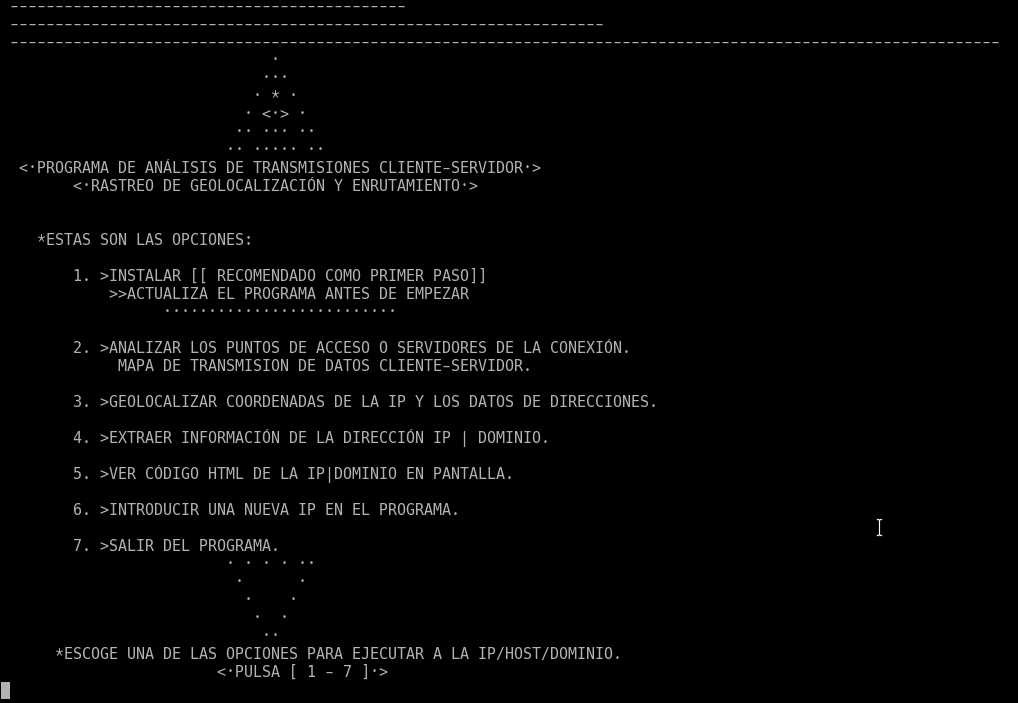 <·PROGRAMA DE ANÁLISIS DE TRANSMISIONES CLIENTE-SERVIDOR·>
<·RASTREO DE GEOLOCALIZACIÓN Y ENRUTAMIENTO·>
*ESTAS SON LAS OPCIONES:
1. >INSTALAR [[ RECOMENDADO COMO PRIMER PASO]]
>>ACTUALIZA EL PROGRAMA ANTES DE EMPEZAR
2. >ANALIZAR LOS PUNTOS DE ACCESO O SERVIDORES DE LA CONEXIÓN.
MAPA DE TRANSMISION DE DATOS CLIENTE-SERVIDOR.
3. >GEOLOCALIZAR COORDENADAS DE LA IP Y LOS DATOS DE DIRECCIONES.
4. >EXTRAER INFORMACIÓN DE LA DIRECCIÓN IP | DOMINIO.
5. >VER CÓDIGO HTML DE LA IP|DOMINIO EN PANTALLA.
6. >INTRODUCIR UNA NUEVA IP EN EL PROGRAMA.
7. >SALIR DEL PROGRAMA.
*ESCOGE UNA DE LAS OPCIONES PARA EJECUTAR A LA IP/HOST/DOMINIO.
<·PULSA [ 1 - 7 ]·>